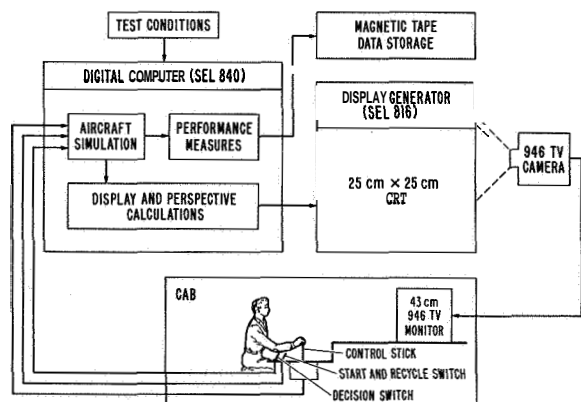 TEST CONDITIONS
MAGNETIC TAPE
DATA STORAGE
DIGITAL COMPUTER (SEL 840)
AIRCRAFT
SIMULATION
PERFORMANCE
MEASURES
DISPLAY AND PERSPECTIVE
CALCULATIONS
DISPLAY GENERATOR
(SEL 816)
25 cm × 25 cm
CRT
946 TV
CAMERA
CAB
43 cm
946 TV
MONITOR
CONTROL STICK
START AND RECYCLE SWITCH
DECISION SWITCH